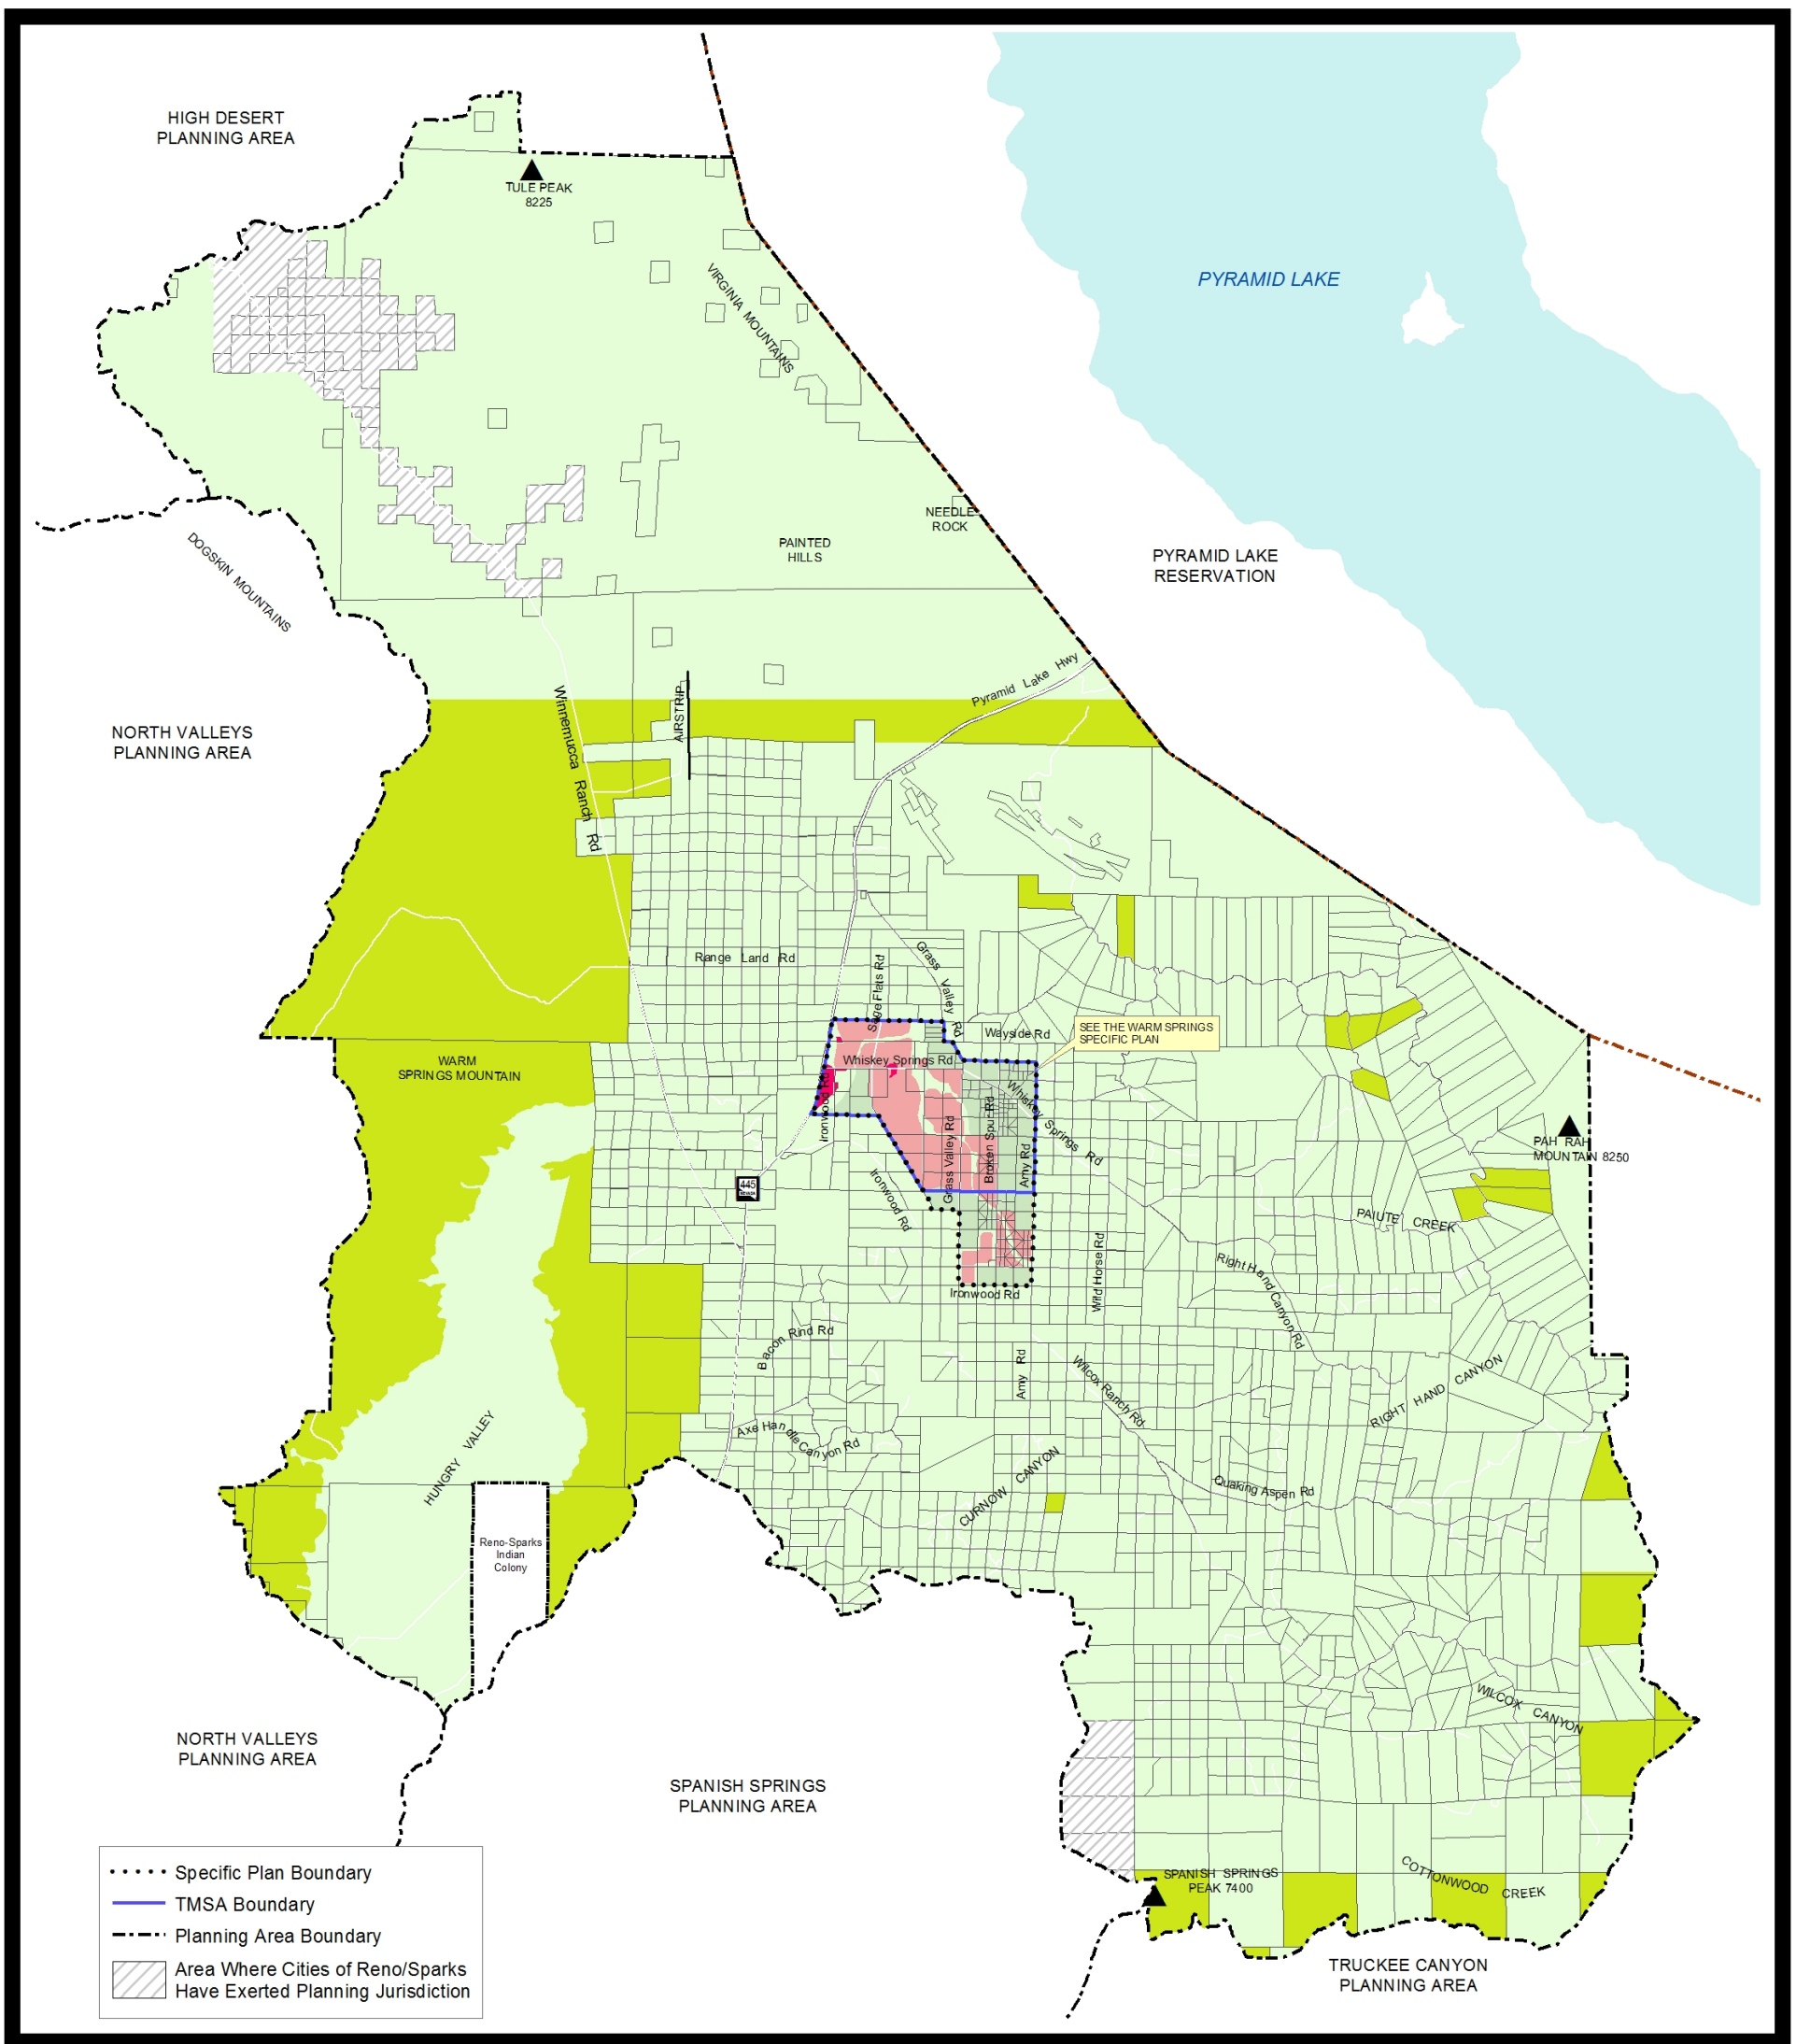 HIGH DESERT
PLANNING AREA
TULE PEAK
8225
VIRGINIA MOUNTAINS
PYRAMID LAKE
NEEDLE
ROCK
PAINTED
HILLS
PYRAMID LAKE
RESERVATION
DOGSKIN MOUNTAINS
NORTH VALLEYS
PLANNING AREA
Winnemucca Ranch Rd
AIRSTRIP
Pyramid Lake Hwy
Range Land Rd
Sage Flats Rd
Grass Valley Rd
Wayside Rd
SEE THE WARM SPRINGS
SPECIFIC PLAN
WARM
SPRINGS MOUNTAIN
Whiskey Springs Rd
Ironwood Rd
Whiskey Springs Rd
Grass Valley Rd
Broken Spur Rd
Amy Rd
PAH RAH
MOUNTAIN 8250
445
NEVADA
Ironwood Rd
PAIUTE CREEK
Wild Horse Rd
Right Hand Canyon Rd
Ironwood Rd
Bacon Rind Rd
Amy Rd
Wilcox Ranch Rd
RIGHT HAND CANYON
Axe Handle Canyon Rd
HUNGRY VALLEY
CURNOW CANYON
Quaking Aspen Rd
Reno-Sparks
Indian
Colony
WILCOX CANYON
NORTH VALLEYS
PLANNING AREA
SPANISH SPRINGS
PLANNING AREA
SPANISH SPRINGS
PEAK 7400
COTTONWOOD CREEK
TRUCKEE CANYON
PLANNING AREA
Specific Plan Boundary
TMSA Boundary
Planning Area Boundary
Area Where Cities of Reno/Sparks
Have Exerted Planning Jurisdiction